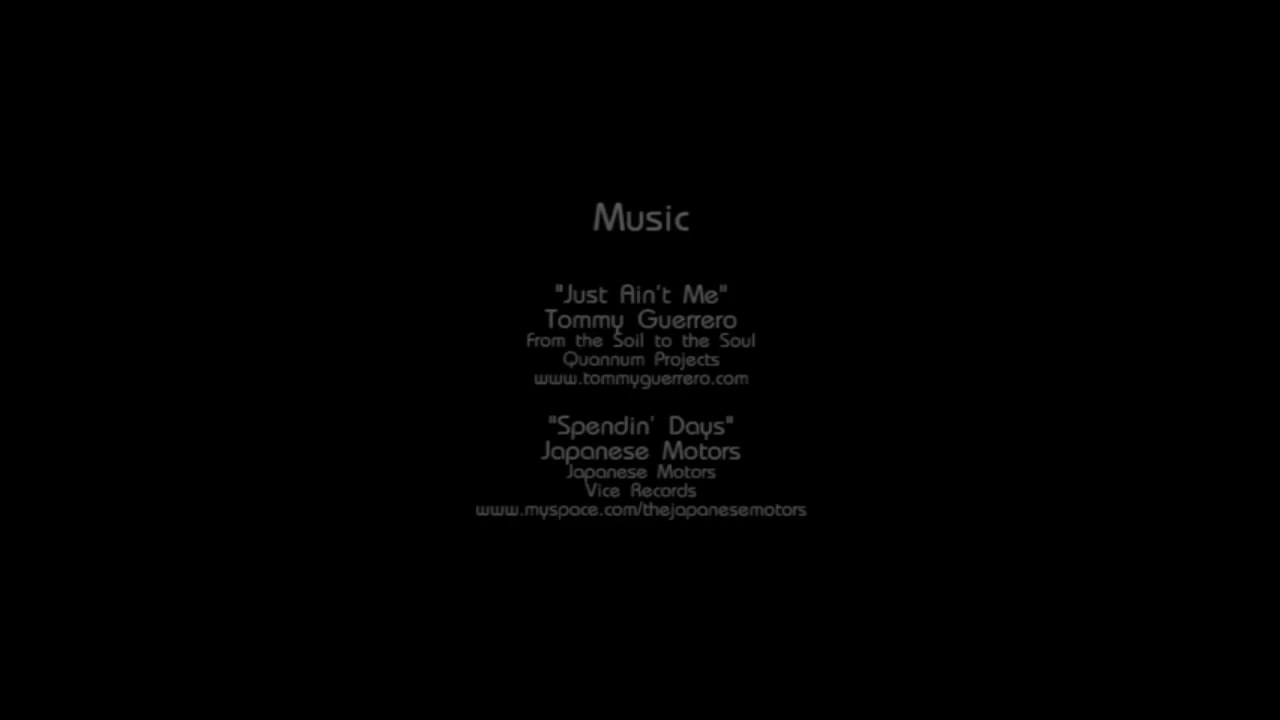 Music
"Just Ain't Me"
Tommy Guerrero
From the Soil to the Soul
Quannum Projects
www.tommyguerrero.com
"Spendin' Days"
Japanese Motors
Japanese Motors
Vice Records
www.myspace.com/thejapanesemotors